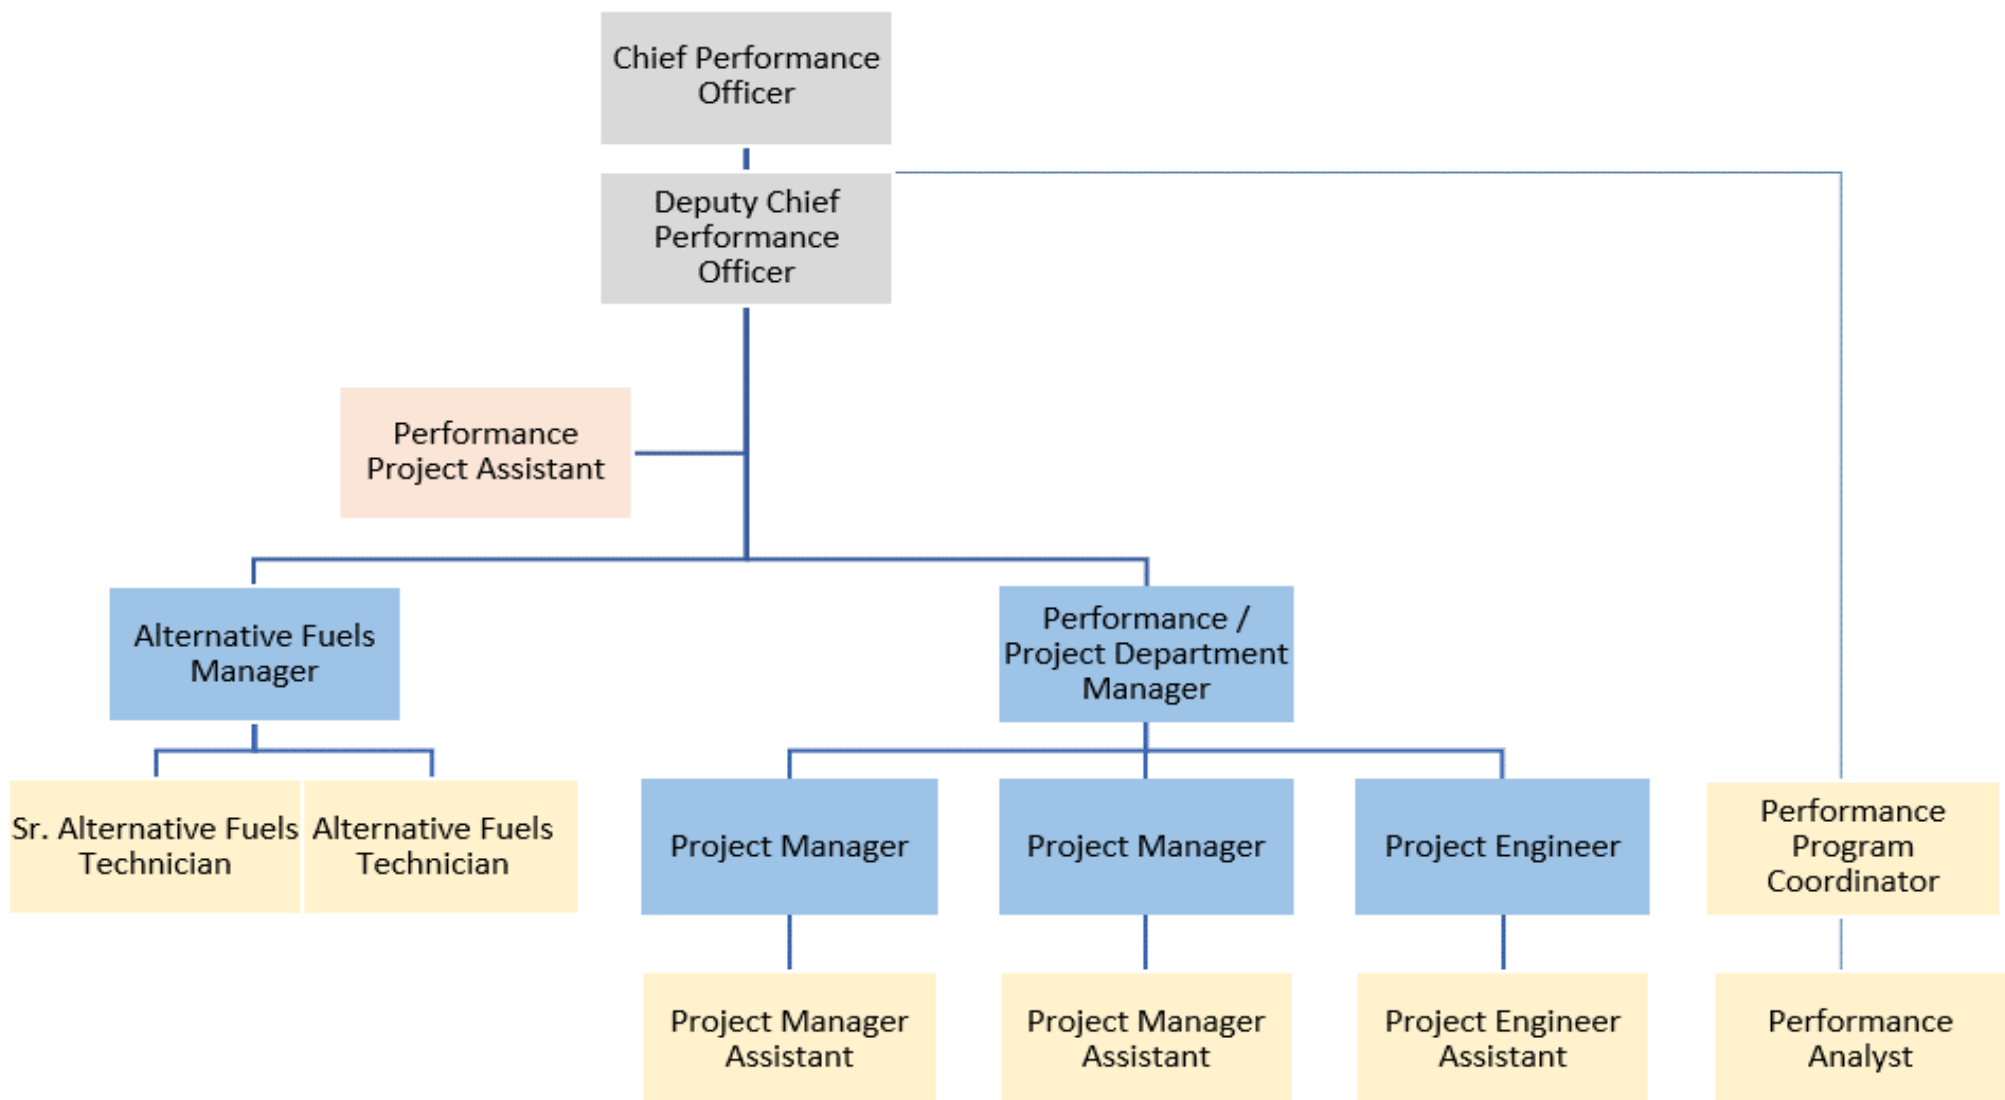 Chief Performance
Officer
Deputy Chief
Performance
Officer
Performance
Project Assistant
Alternative Fuels
Manager
Performance /
Project Department
Manager
Sr. Alternative Fuels
Technician
Alternative Fuels
Technician
Project Manager
Project Manager
Project Engineer
Performance
Program
Coordinator
Project Manager
Assistant
Project Manager
Assistant
Project Engineer
Assistant
Performance
Analyst